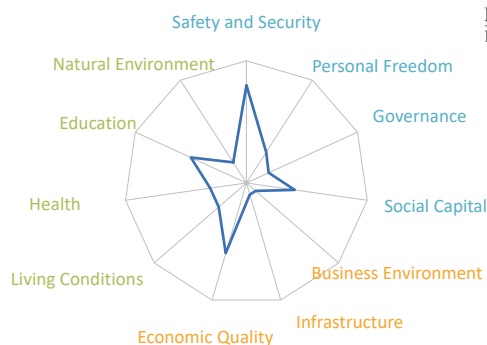 Safety and Security
Natural Environment
Personal Freedom
Education
Governance
Health
Social Capital
Living Conditions
Business Environment
Economic Quality
Infrastructure